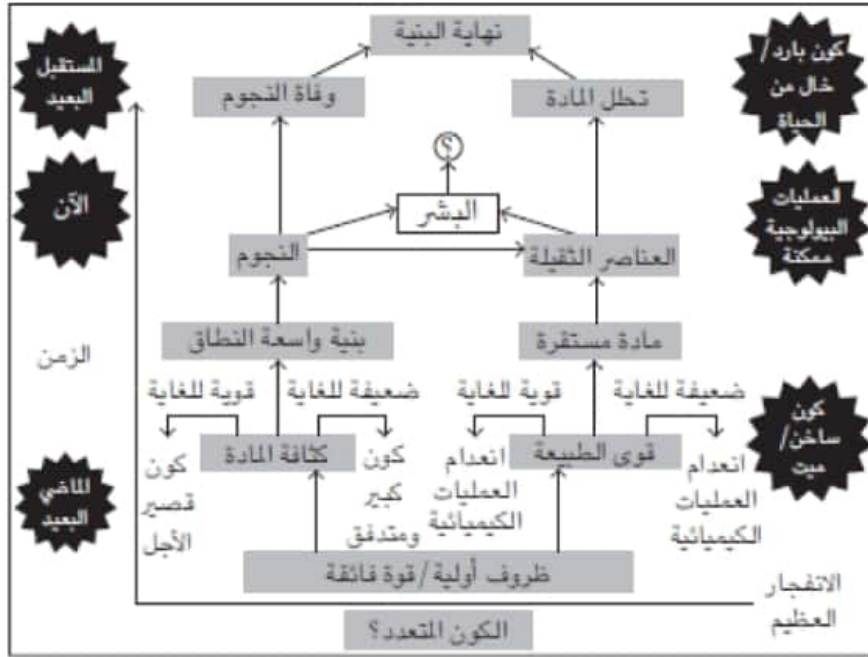 نهاية البنية
المستقبل
البعيد
كون بارد/
خال من
الحياة
وفاة النجوم
تحلل المادة
؟
الآن
البشر
العمليات
البيولوجية
ممكنة
النجوم
العناصر الثقيلة
الزمن
بنية واسعة النطاق
مادة مستقرة
قوية للغاية
ضعيفة للغاية
قوية للغاية
ضعيفة للغاية
كون
ساخن/
ميت
كثافة المادة
قوى الطبيعة
الماضي
البعيد
كون
قصير
الأجل
كون
كبير
ومتدفق
انعدام
العمليات
الكيميائية
انعدام
العمليات
الكيميائية
ظروف أولية/قوة فائقة
الانفجار
العظيم
الكون المتعدد؟